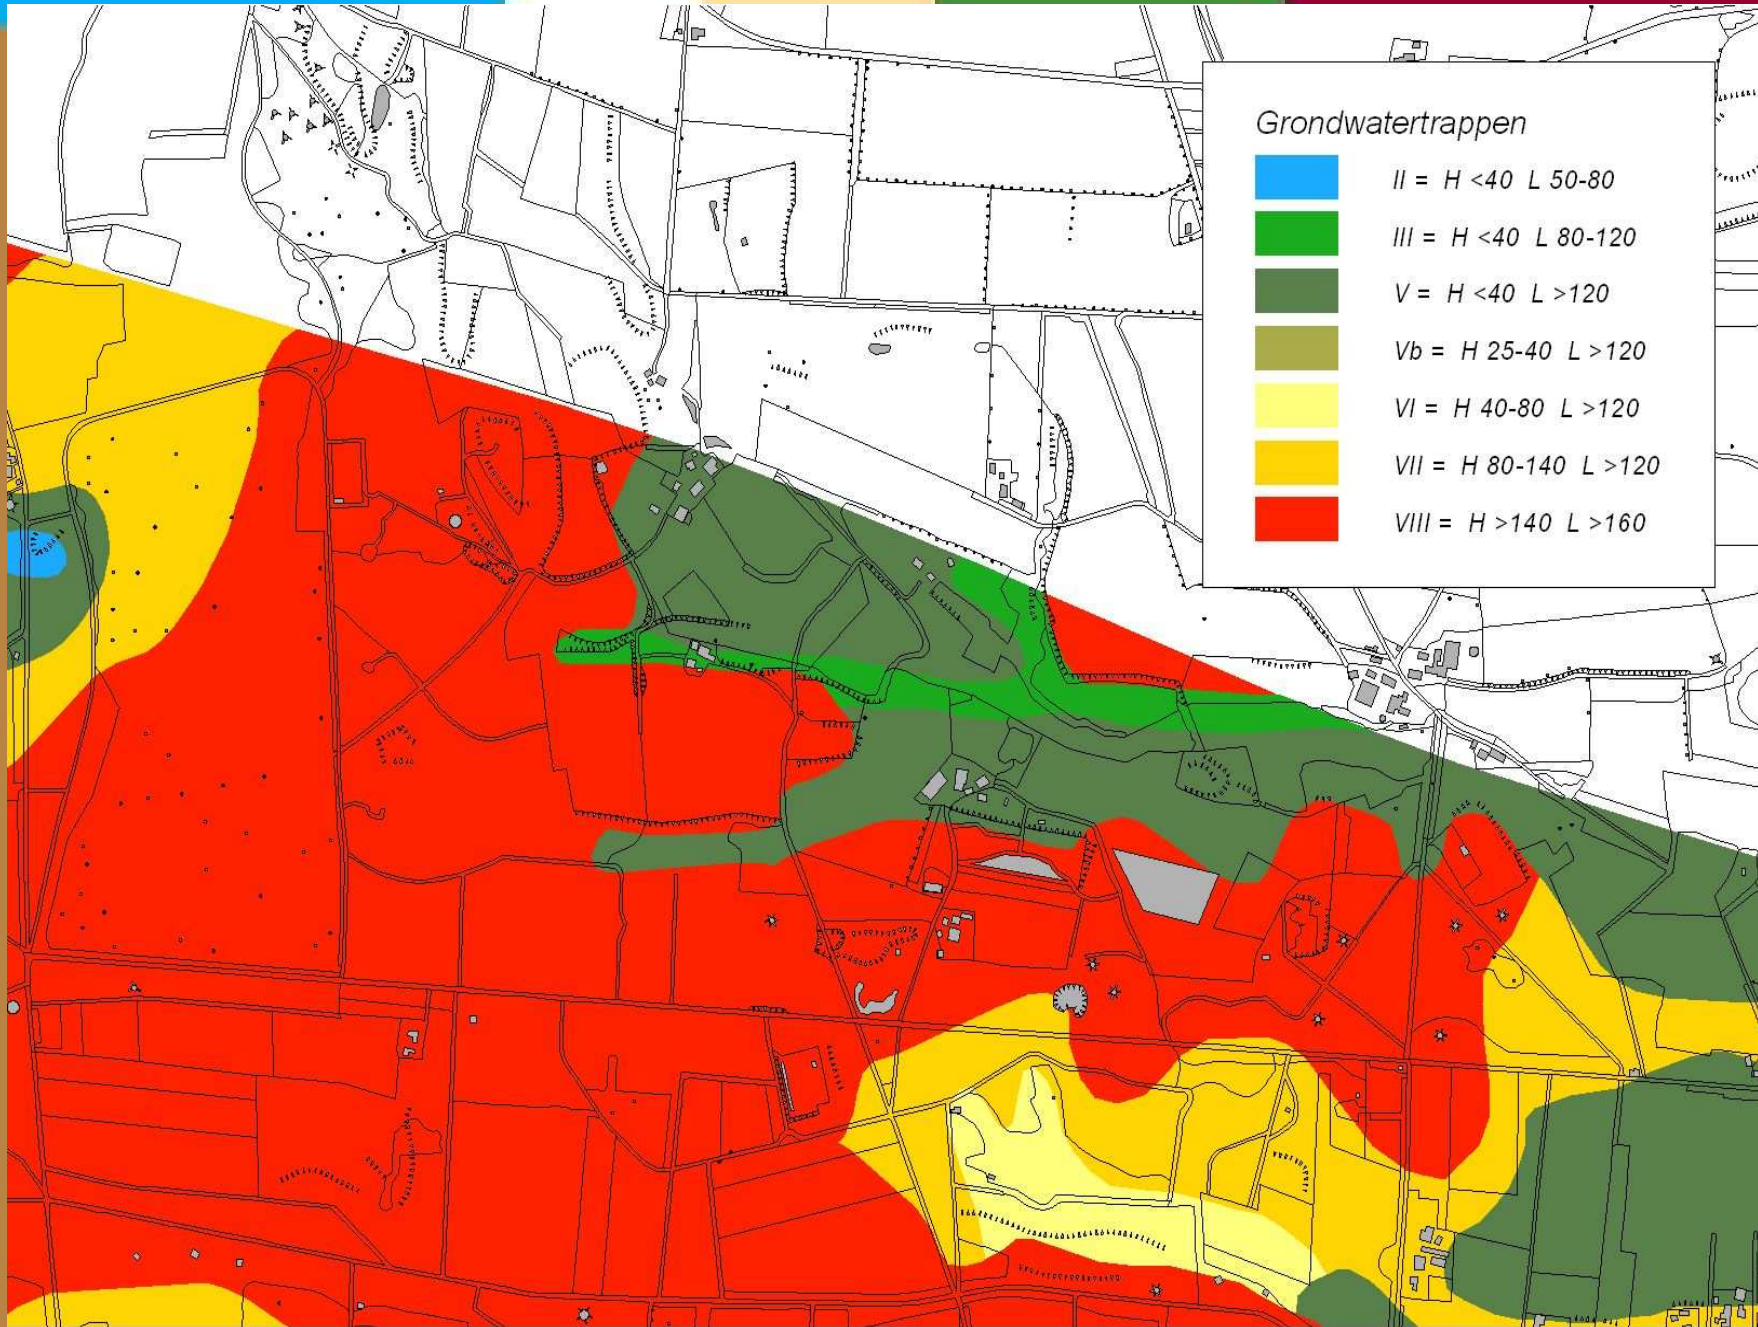 Grondwatertrappen
II = H <40 L 50-80
III = H <40 L 80-120
V = H <40 L >120
Vb = H 25-40 L >120
VI = H 40-80 L >120
VII = H 80-140 L >120
VIII = H >140 L >160